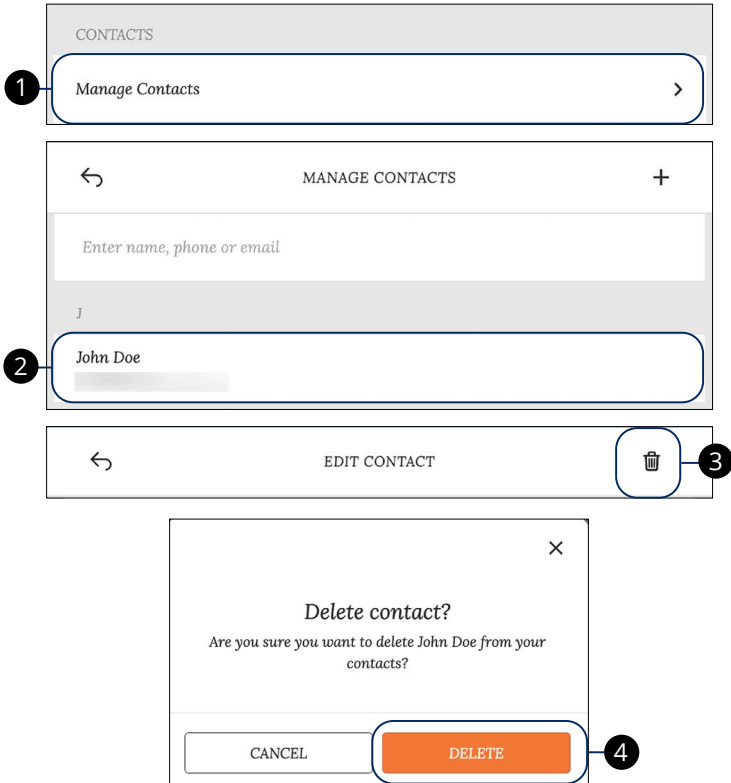 CONTACTS
1
Manage Contacts
MANAGE CONTACTS
Enter name, phone or email
J
2
John Doe
EDIT CONTACT
3
Delete contact?
Are you sure you want to delete John Doe from your
contacts?
CANCEL
DELETE
4